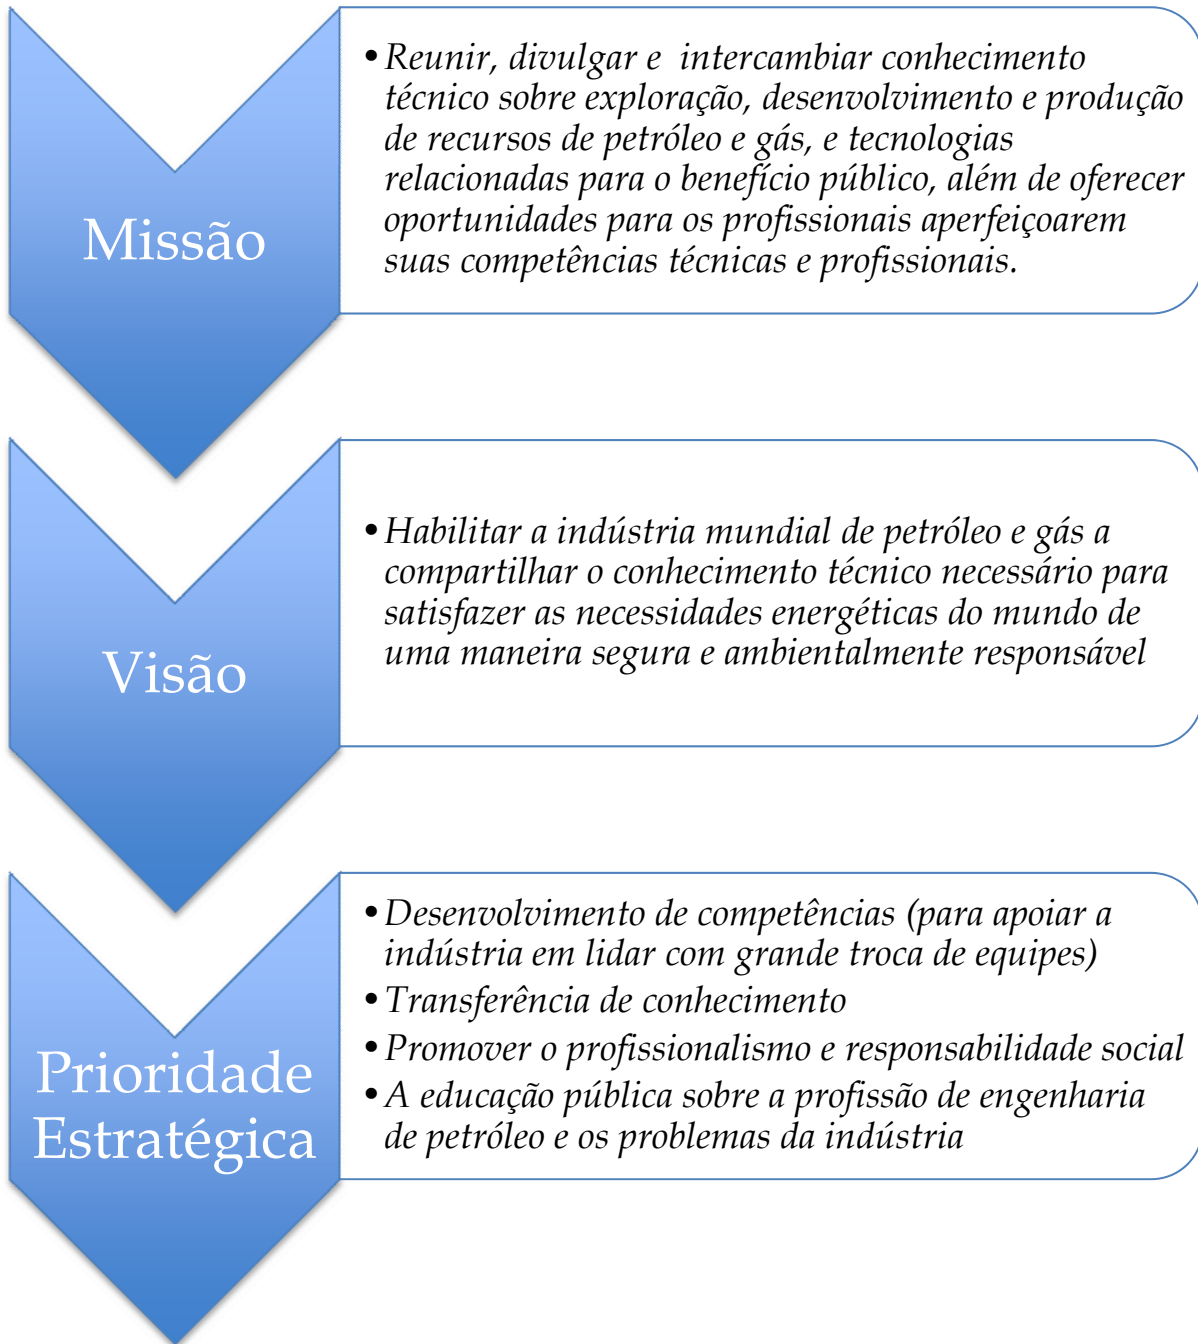 Missão
•Reunir, divulgar e  intercambiar conhecimento
técnico sobre exploração, desenvolvimento e produção
de recursos de petróleo e gás, e tecnologias
relacionadas para o benefício público, além de oferecer
oportunidades para os profissionais aperfeiçoarem
suas competências técnicas e profissionais.
Visão
•Habilitar a indústria mundial de petróleo e gás a
compartilhar o conhecimento técnico necessário para
satisfazer as necessidades energéticas do mundo de
uma maneira segura e ambientalmente responsável
Prioridade
Estratégica
•Desenvolvimento de competências (para apoiar a
indústria em lidar com grande troca de equipes)
•Transferência de conhecimento
•Promover o profissionalismo e responsabilidade social
•A educação pública sobre a profissão de engenharia
de petróleo e os problemas da indústria